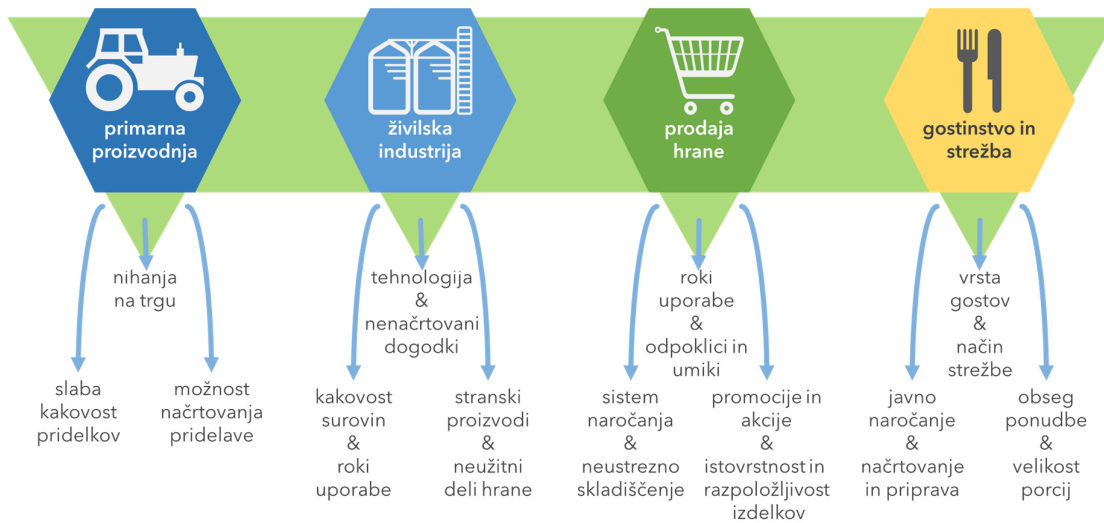 primarna
proizvodnja
živilska
industrija
prodaja
hrane
gostinstvo in
strežba
nihanja
na trgu
slaba
kakovost
pridelkov
možnost
načrtovanja
pridelave
tehnologija
&
nenačrtovani
dogodki
kakovost
surovin
&
roki
uporabe
stranski
proizvodi
&
neužitni
deli hrane
roki
uporabe
&
odpoklici in
umiki
sistem
naročanja
&
neustrezno
skladiščenje
promocije in
akcije
&
istovrstnost in
razpoložljivost
izdelkov
vrsta
gostov
&
način
strežbe
javno
naročanje
&
načrtovanje
in priprava
obseg
ponudbe
&
velikost
porcij